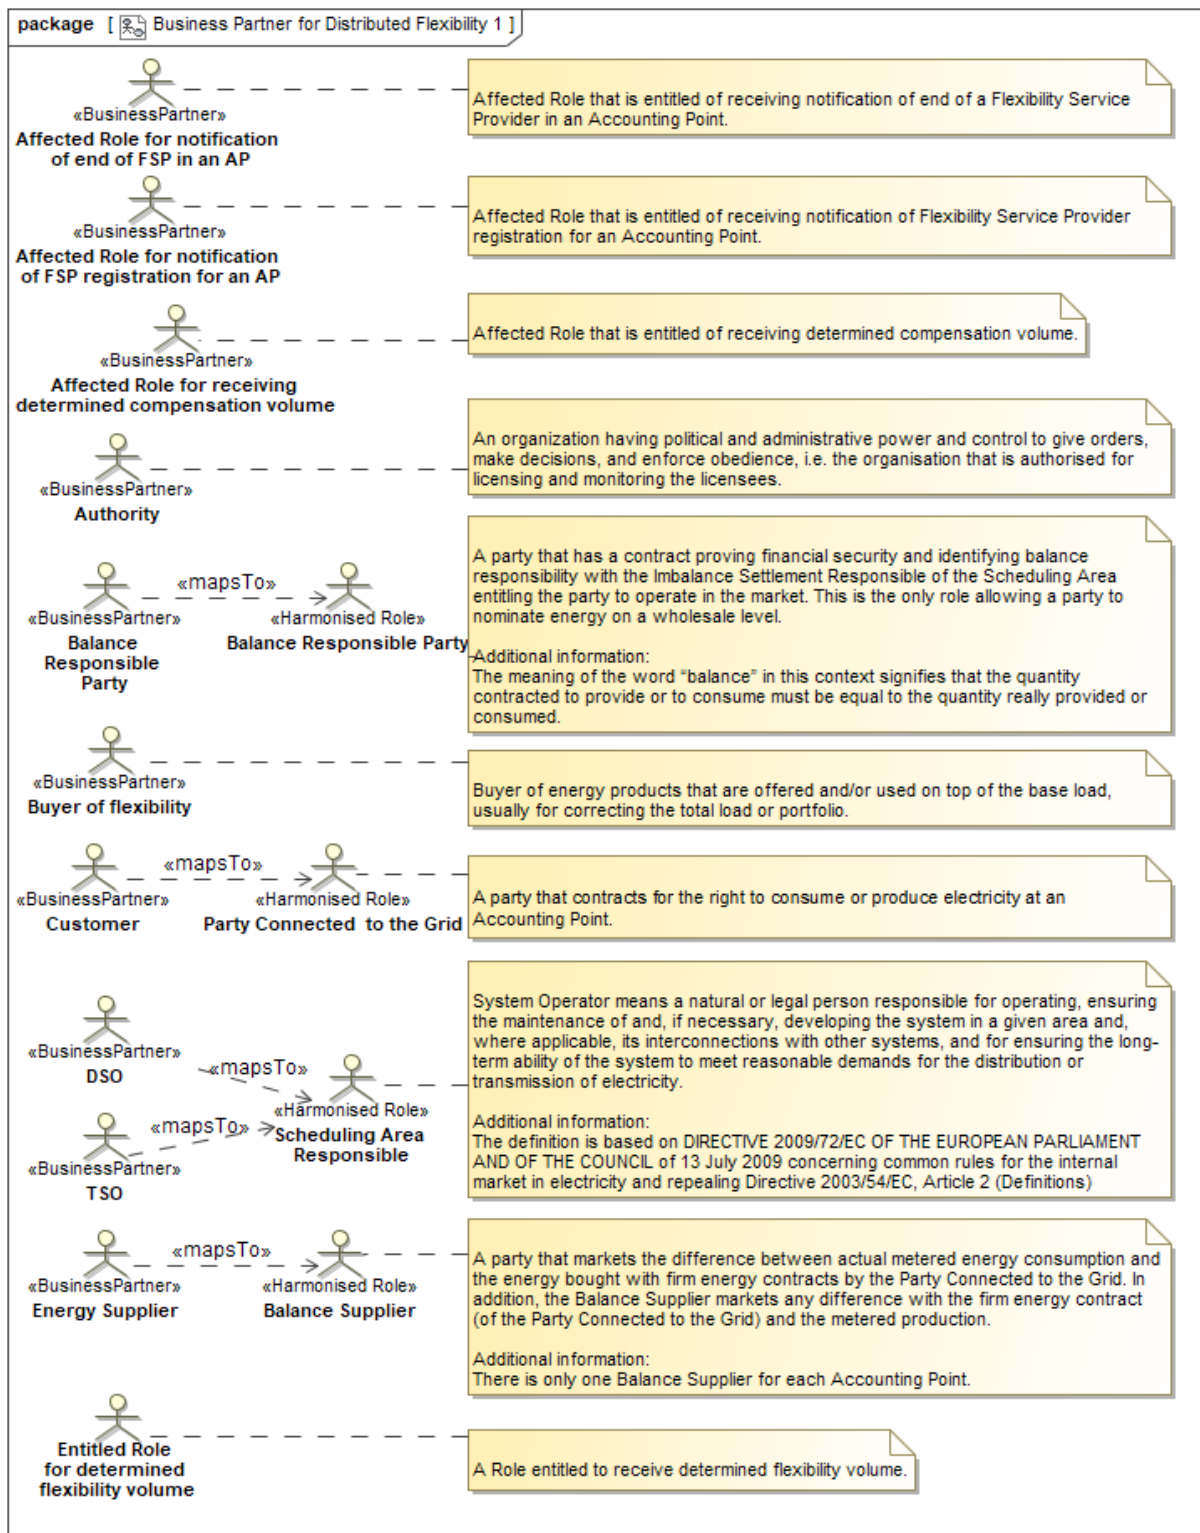 package [ Business Partner for Distributed Flexibility 1 ]
«BusinessPartner»
Affected Role for notification
of end of FSP in an AP
Affected Role that is entitled of receiving notification of end of a Flexibility Service
Provider in an Accounting Point.
«BusinessPartner»
Affected Role for notification
of FSP registration for an AP
Affected Role that is entitled of receiving notification of Flexibility Service Provider
registration for an Accounting Point.
«BusinessPartner»
Affected Role for receiving
determined compensation volume
Affected Role that is entitled of receiving determined compensation volume.
«BusinessPartner»
Authority
An organization having political and administrative power and control to give orders,
make decisions, and enforce obedience, i.e. the organisation that is authorised for
licensing and monitoring the licensees.
«BusinessPartner»
Balance
Responsible
Party
«mapsTo»
«Harmonised Role»
Balance Responsible Party
A party that has a contract proving financial security and identifying balance
responsibility with the Imbalance Settlement Responsible of the Scheduling Area
entitling the party to operate in the market. This is the only role allowing a party to
nominate energy on a wholesale level.
Additional information:
The meaning of the word “balance” in this context signifies that the quantity
contracted to provide or to consume must be equal to the quantity really provided or
consumed.
«BusinessPartner»
Buyer of flexibility
Buyer of energy products that are offered and/or used on top of the base load,
usually for correcting the total load or portfolio.
«BusinessPartner»
Customer
«mapsTo»
«Harmonised Role»
Party Connected to the Grid
A party that contracts for the right to consume or produce electricity at an
Accounting Point.
«BusinessPartner»
DSO
«mapsTo»
«BusinessPartner»
TSO
«mapsTo»
«Harmonised Role»
Scheduling Area
Responsible
System Operator means a natural or legal person responsible for operating, ensuring
the maintenance of and, if necessary, developing the system in a given area and,
where applicable, its interconnections with other systems, and for ensuring the long-
term ability of the system to meet reasonable demands for the distribution or
transmission of electricity.
Additional information:
The definition is based on DIRECTIVE 2009/72/EC OF THE EUROPEAN PARLIAMENT
AND OF THE COUNCIL of 13 July 2009 concerning common rules for the internal
market in electricity and repealing Directive 2003/54/EC, Article 2 (Definitions)
«BusinessPartner»
Energy Supplier
«mapsTo»
«Harmonised Role»
Balance Supplier
A party that markets the difference between actual metered energy consumption and
the energy bought with firm energy contracts by the Party Connected to the Grid. In
addition, the Balance Supplier markets any difference with the firm energy contract
(of the Party Connected to the Grid) and the metered production.
Additional information:
There is only one Balance Supplier for each Accounting Point.
Entitled Role
for determined
flexibility volume
A Role entitled to receive determined flexibility volume.